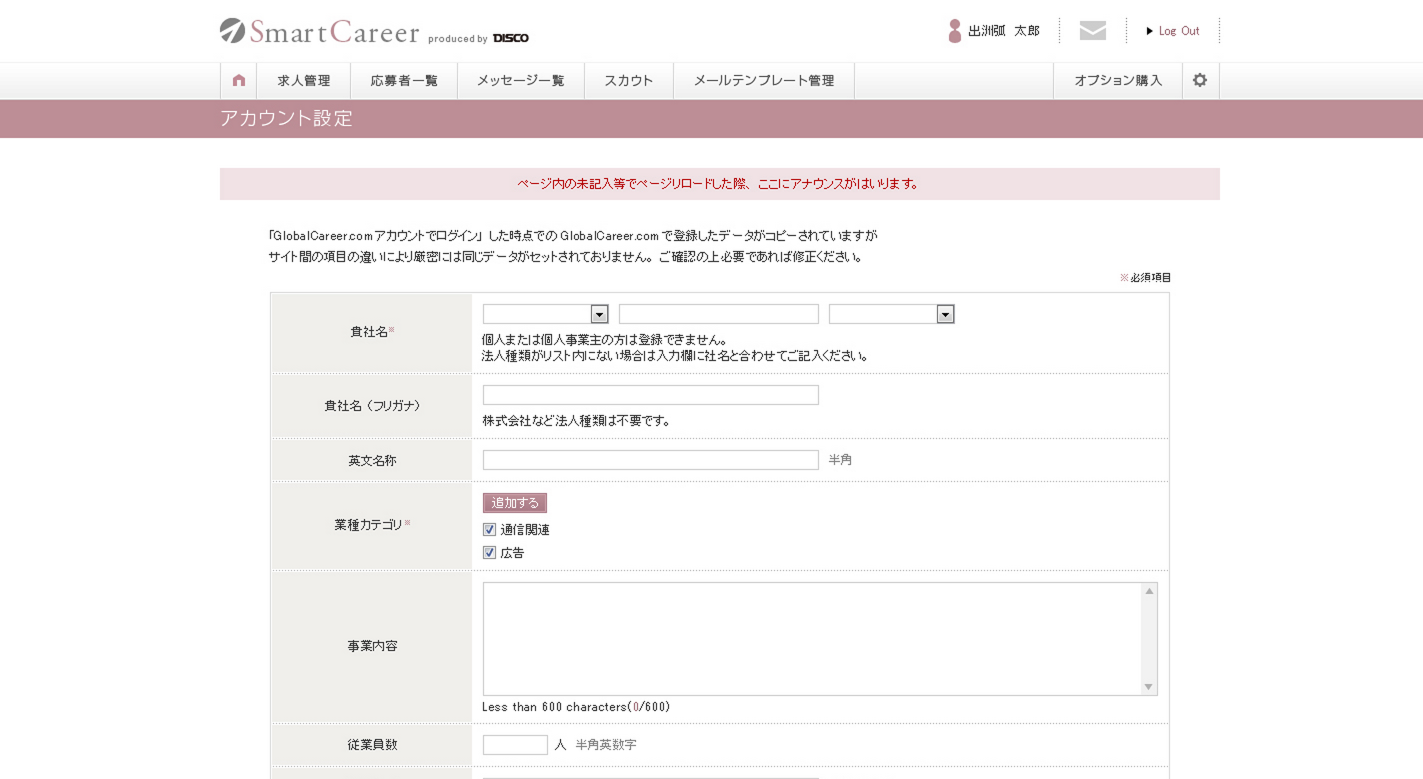 SmartCareer produced by DISCO
出洲弧 太郎
Log Out
求人管理 応募者一覧 メッセージ一覧 スカウト メールテンプレート管理 オプション購入
アカウント設定
ページ内の未記入等でページリロードした際、ここにアナウンスがはいります。
「GlobalCareer.comアカウントでログイン」した時点での GlobalCareer.com で登録したデータがコピーされていますが
サイト間の項目の違いにより厳密には同じデータがセットされておりません。ご確認の上必要であれば修正ください。
※必須項目
貴社名※
個人または個人事業主の方は登録できません。
法人種類がリスト内にない場合は入力欄に社名と合わせてご記入ください。
貴社名（フリガナ）
株式会社など法人種類は不要です。
英文名称
半角
業種カテゴリ※
追加する
通信関連
広告
事業内容
Less than 600 characters(0/600)
従業員数
人 半角英数字